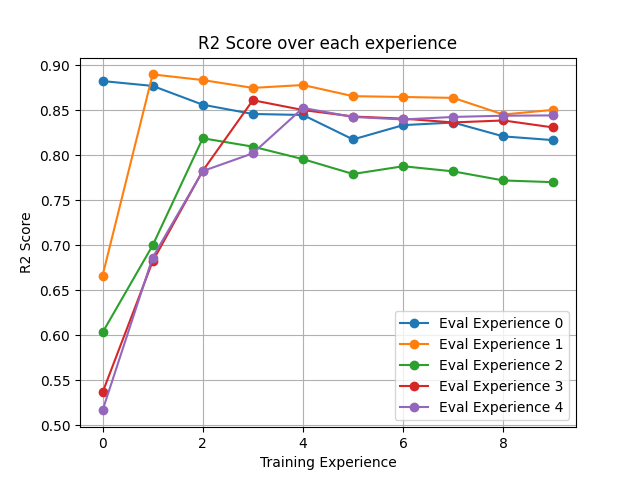 R2 Score over each experience
0.90
0.85
0.80
0.75
0.70
0.65
0.60
0.55
0.50
R2 Score
Eval Experience 0
Eval Experience 1
Eval Experience 2
Eval Experience 3
Eval Experience 4
0 2 4 6 8
Training Experience